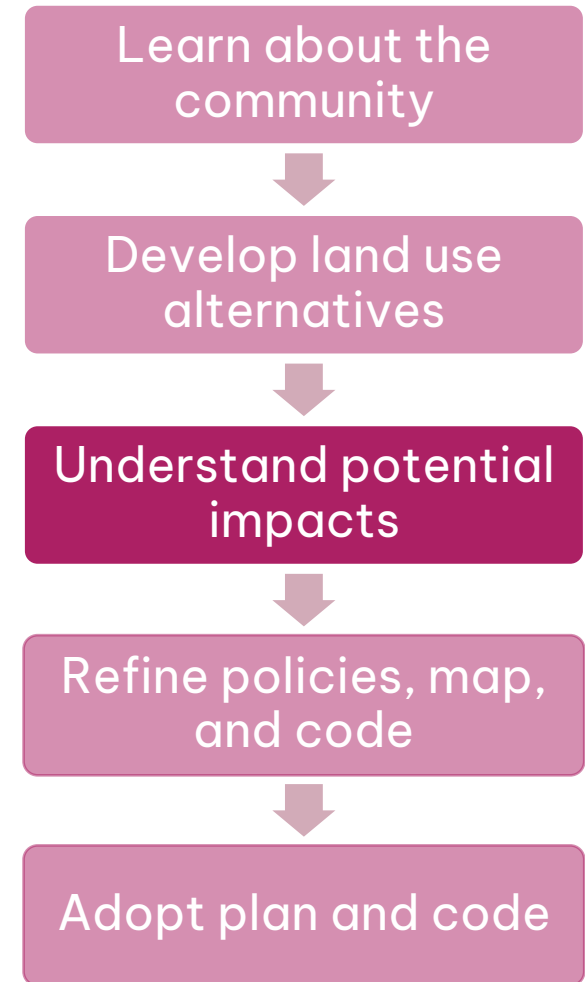 Learn about the
community
Develop land use
alternatives
Understand potential
impacts
Refine policies, map,
and code
Adopt plan and code